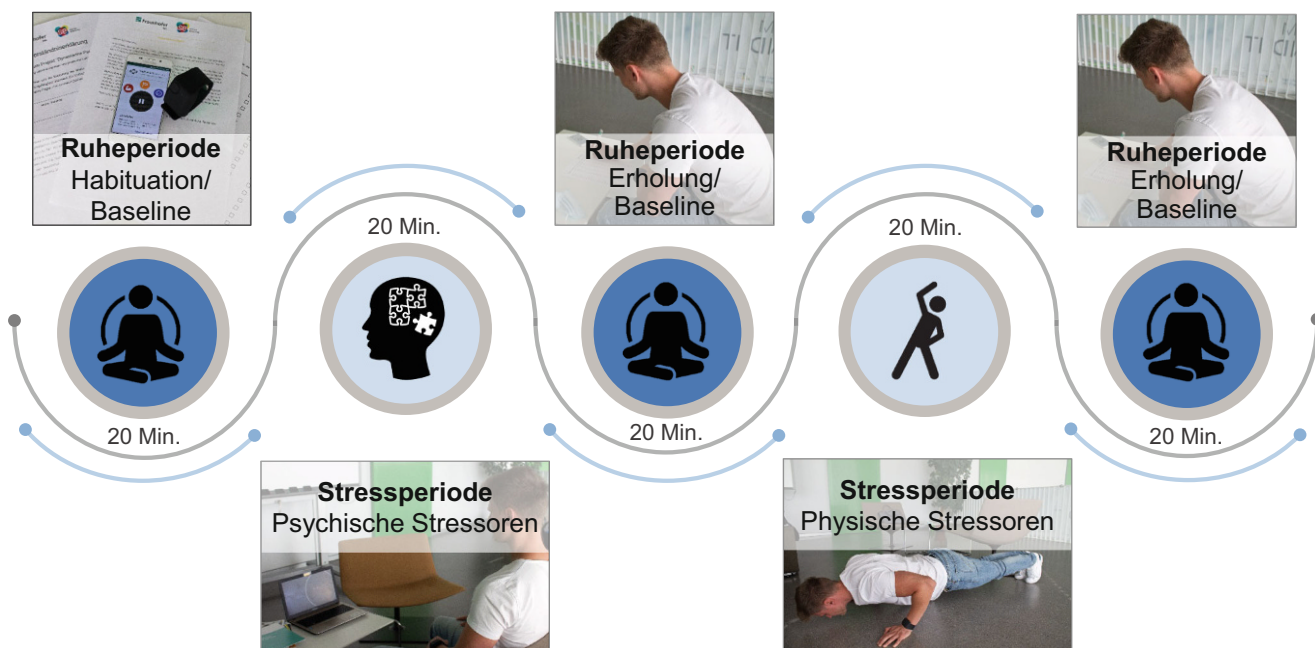 Fraunhofer
Ruheperiode
Habituation/
Baseline
20 Min.
20 Min.
Stressperiode
Psychische Stressoren
Ruheperiode
Erholung/
Baseline
20 Min.
20 Min.
Stressperiode
Physische Stressoren
Ruheperiode
Erholung/
Baseline
20 Min.